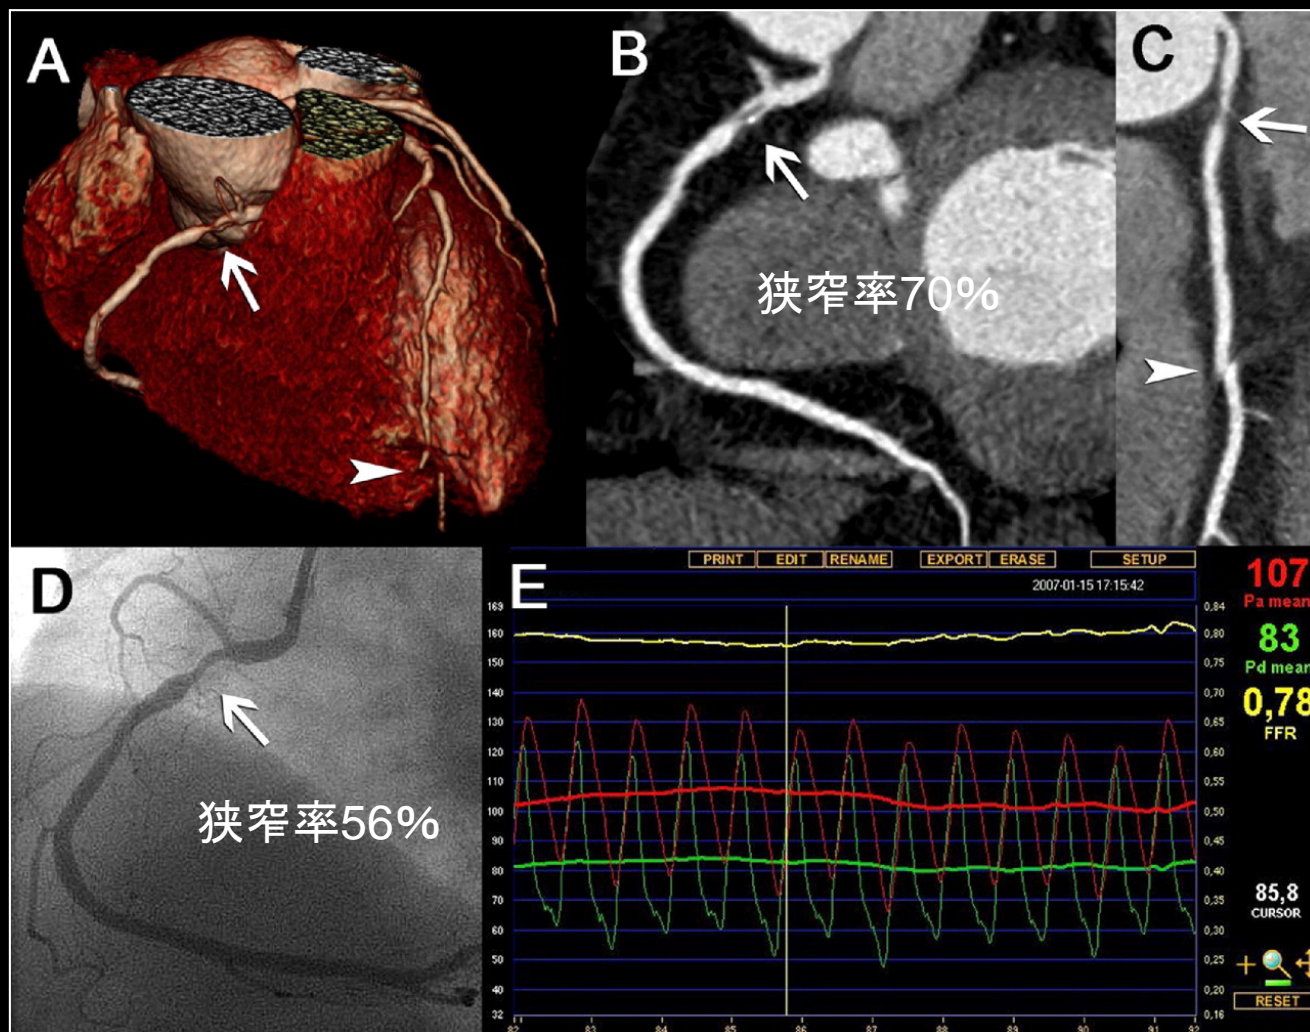 A
B
C
狭窄率70%
D
狭窄率56%
E
PRINT EDIT RENAME EXPORT ERASE SETUP
2007-01-15 17:15:42
107
Pa mean
83
Pd mean
0,78
FFR
169 0,84
160 0,80
150 0,75
140 0,70
130 0,65
120 0,60
110 0,55
100 0,50
90 0,45
80 0,40
70 0,35
60 0,30
50 0,25
40 0,20
32 0,16
85,8
CURSOR
RESET